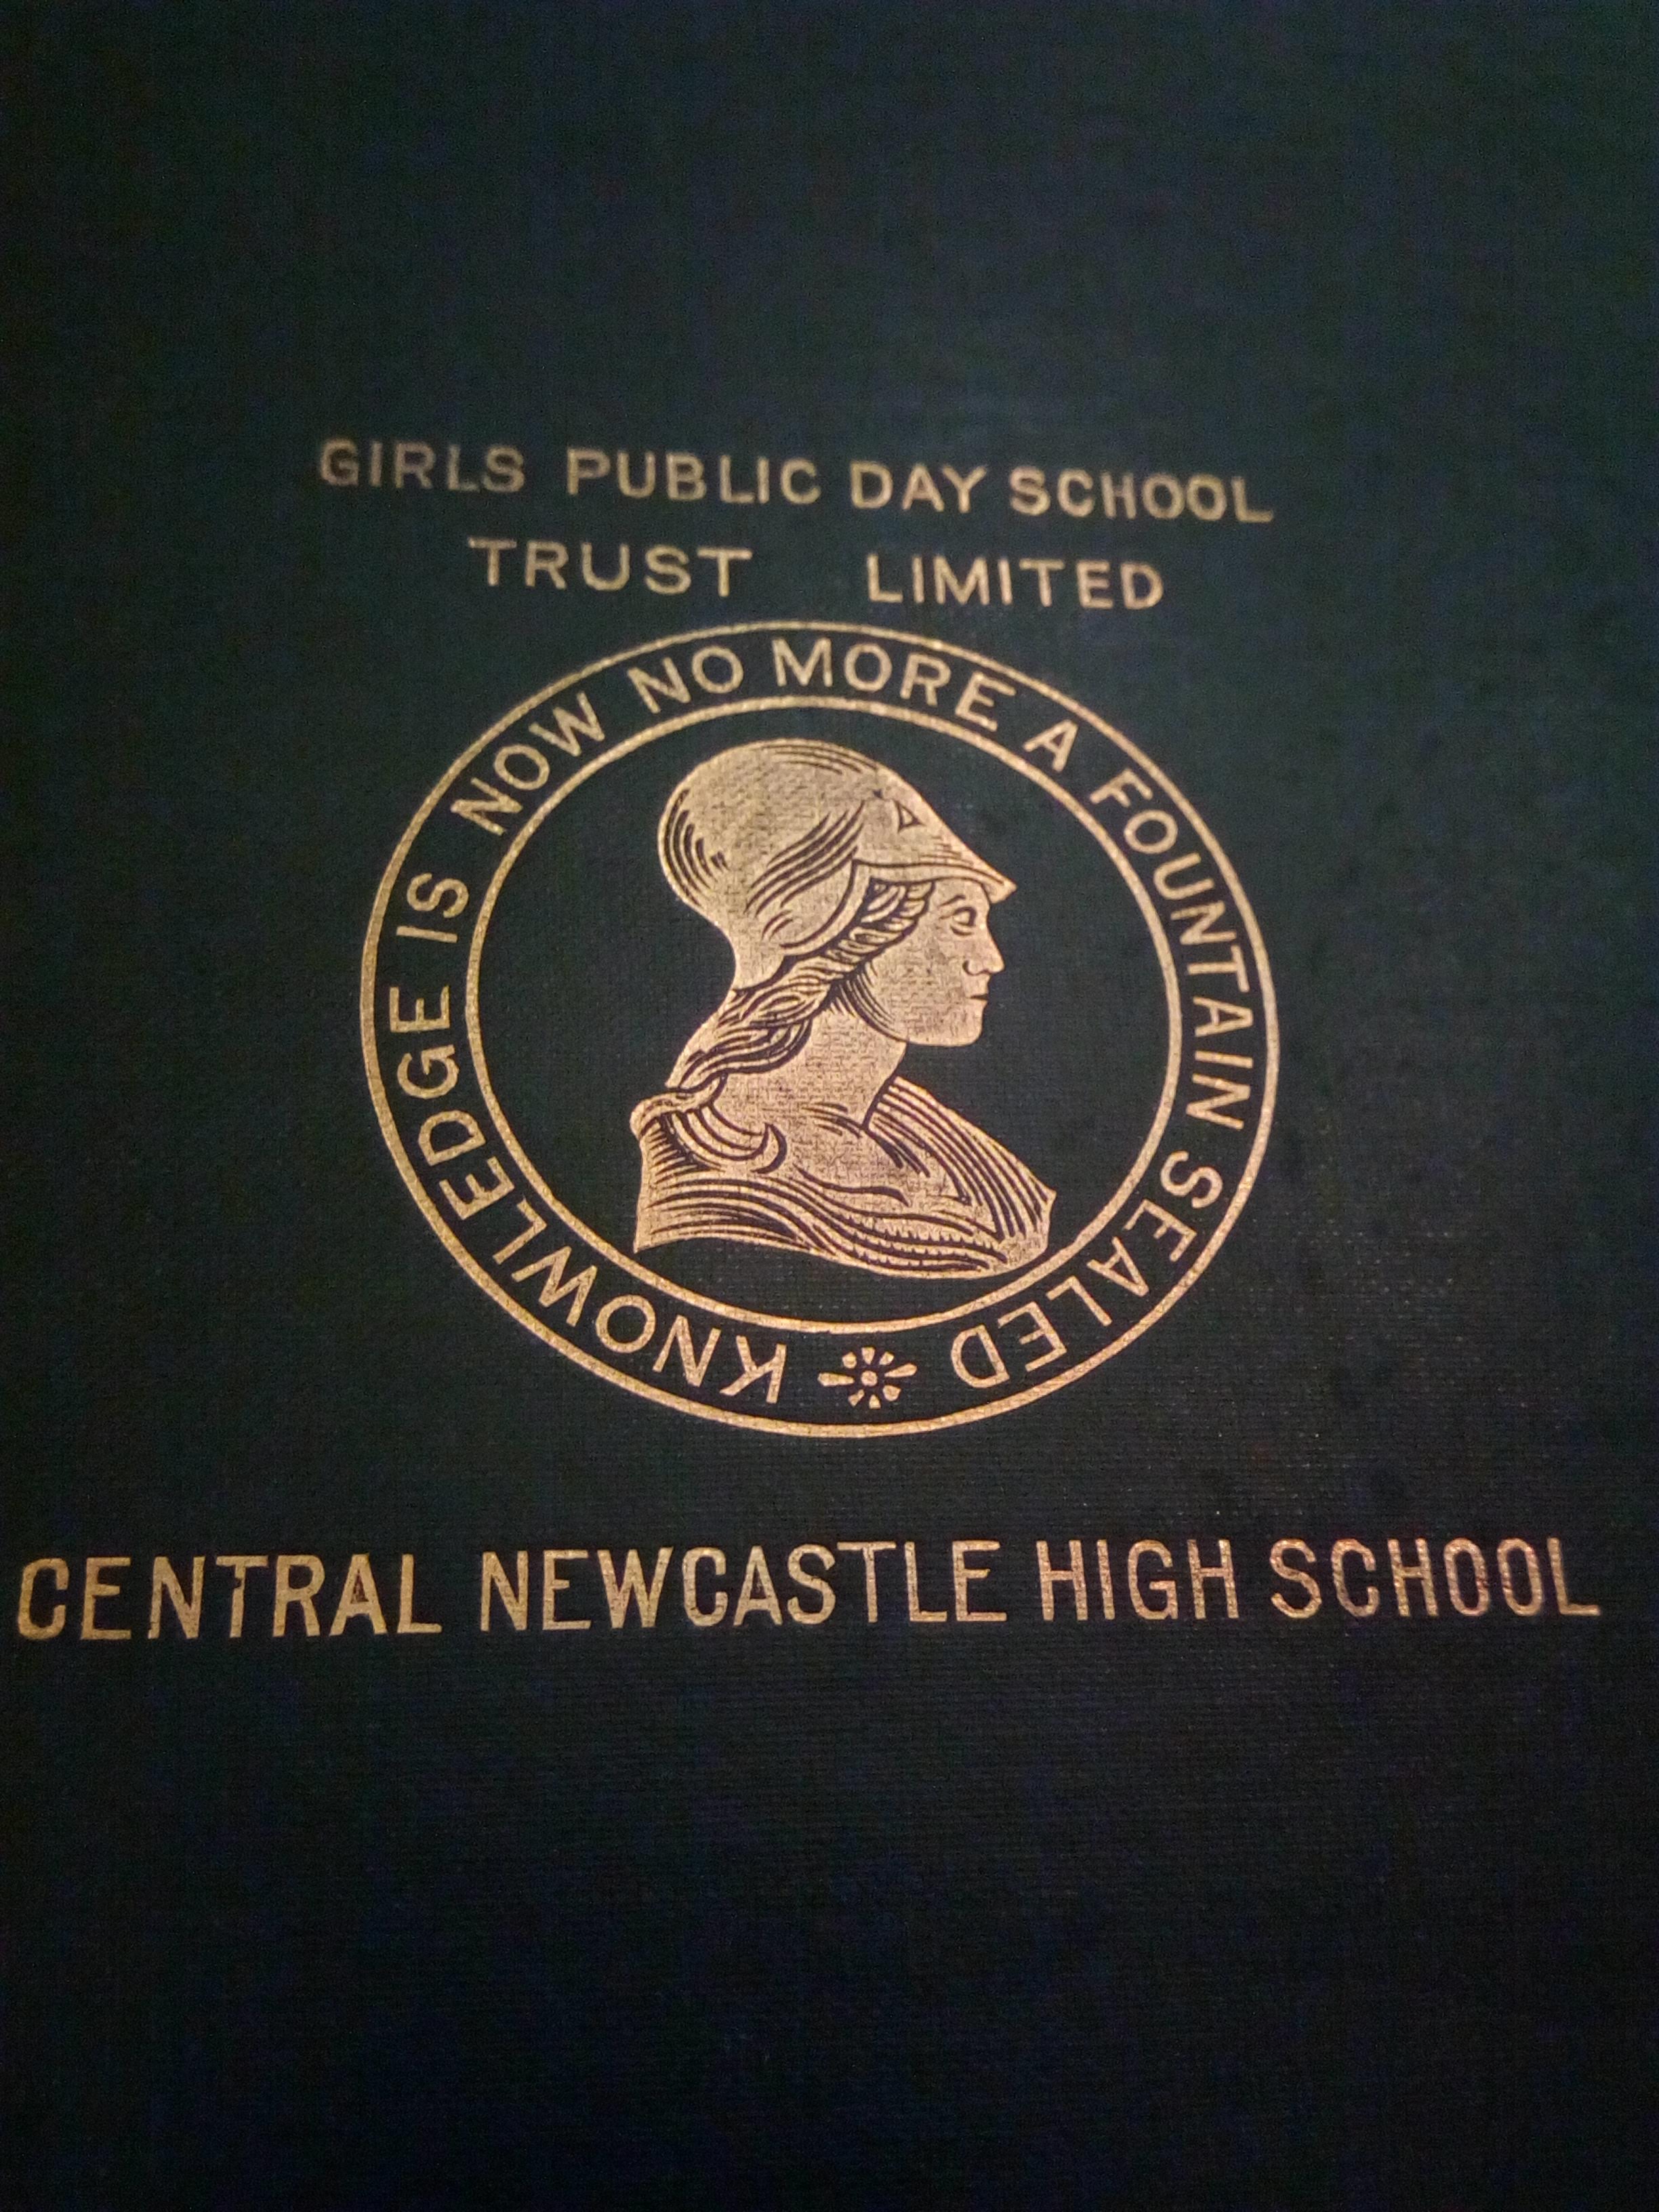 GIRLS PUBLIC DAY SCHOOL
TRUST LIMITED
KNOWLEDGE IS NOW NO MORE A FOUNTAIN SEALED
CENTRAL NEWCASTLE HIGH SCHOOL